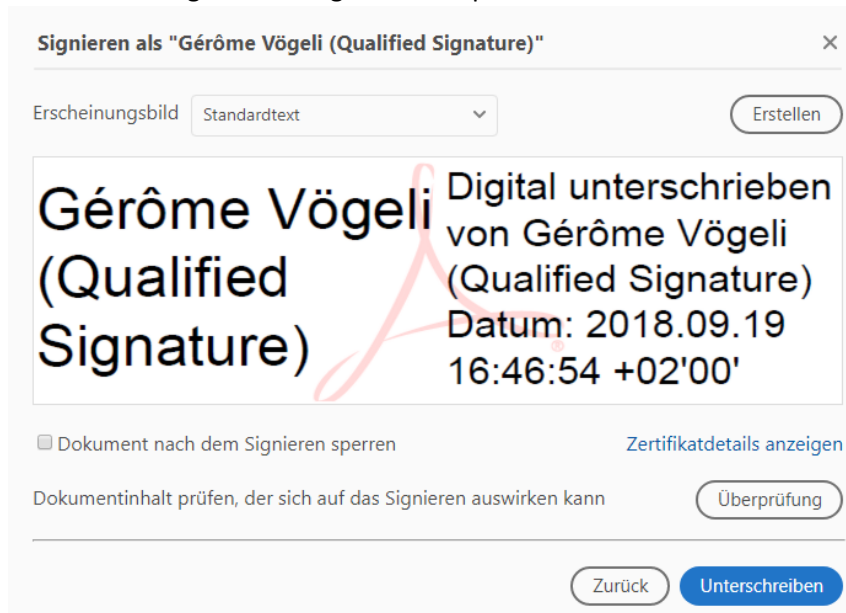 Signieren als "Gérôme Vögeli (Qualified Signature)"
Erscheinungsbild Standardtext Erstellen
Gérôme Vögeli
(Qualified
Signature)
Digital unterschrieben
von Gérôme Vögeli
(Qualified Signature)
Datum: 2018.09.19
16:46:54 +02'00'
Dokument nach dem Signieren sperren Zertifikatdetails anzeigen
Dokumentinhalt prüfen, der sich auf das Signieren auswirken kann Überprüfung
Zurück Unterschreiben